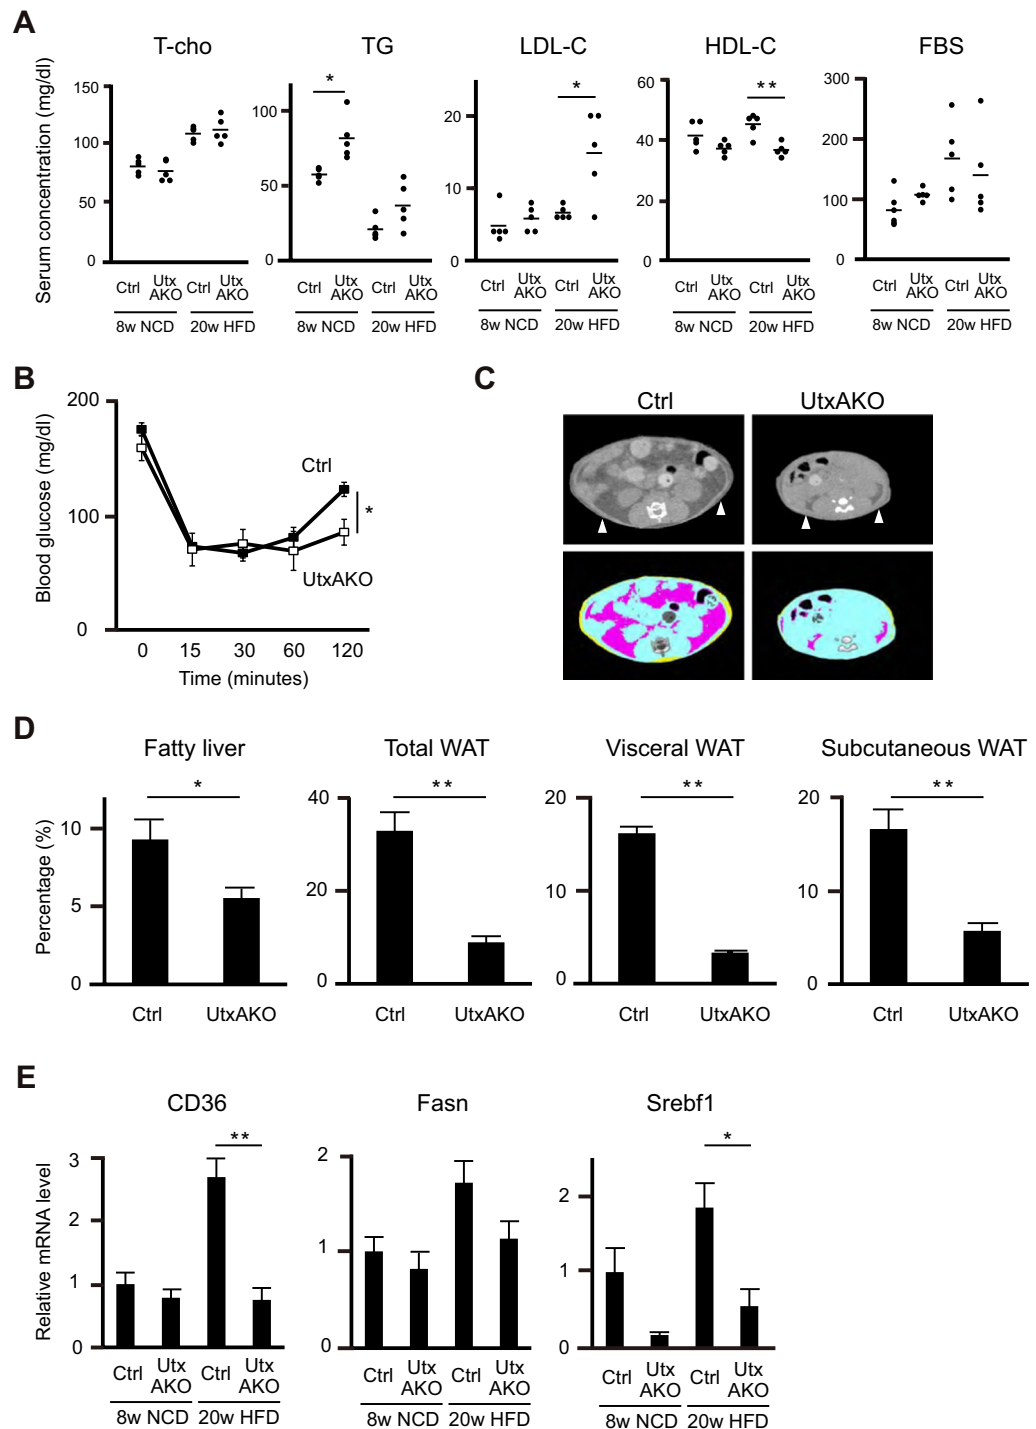 A
T-cho
TG
LDL-C
HDL-C
FBS
Serum concentration (mg/dl)
150
100
50
0
Ctrl
Utx
AKO
Ctrl
Utx
AKO
8w NCD
20w HFD
*
100
50
0
Ctrl
Utx
AKO
Ctrl
Utx
AKO
8w NCD
20w HFD
*
20
10
0
Ctrl
Utx
AKO
Ctrl
Utx
AKO
8w NCD
20w HFD
**
60
40
20
0
Ctrl
Utx
AKO
Ctrl
Utx
AKO
8w NCD
20w HFD
300
200
100
0
Ctrl
Utx
AKO
Ctrl
Utx
AKO
8w NCD
20w HFD
B
Blood glucose (mg/dl)
200
100
0
Ctrl
*
UtxAKO
0 15 30 60 120
Time (minutes)
C
Ctrl
UtxAKO
D
Fatty liver
Total WAT
Visceral WAT
Subcutaneous WAT
Percentage (%)
*
10
5
0
Ctrl
UtxAKO
**
40
20
0
Ctrl
UtxAKO
**
20
10
0
Ctrl
UtxAKO
**
20
10
0
Ctrl
UtxAKO
E
CD36
Fasn
Srebf1
Relative mRNA level
**
3
2
1
0
Ctrl
Utx
AKO
Ctrl
Utx
AKO
8w NCD
20w HFD
2
1
0
Ctrl
Utx
AKO
Ctrl
Utx
AKO
8w NCD
20w HFD
*
2
1
0
Ctrl
Utx
AKO
Ctrl
Utx
AKO
8w NCD
20w HFD